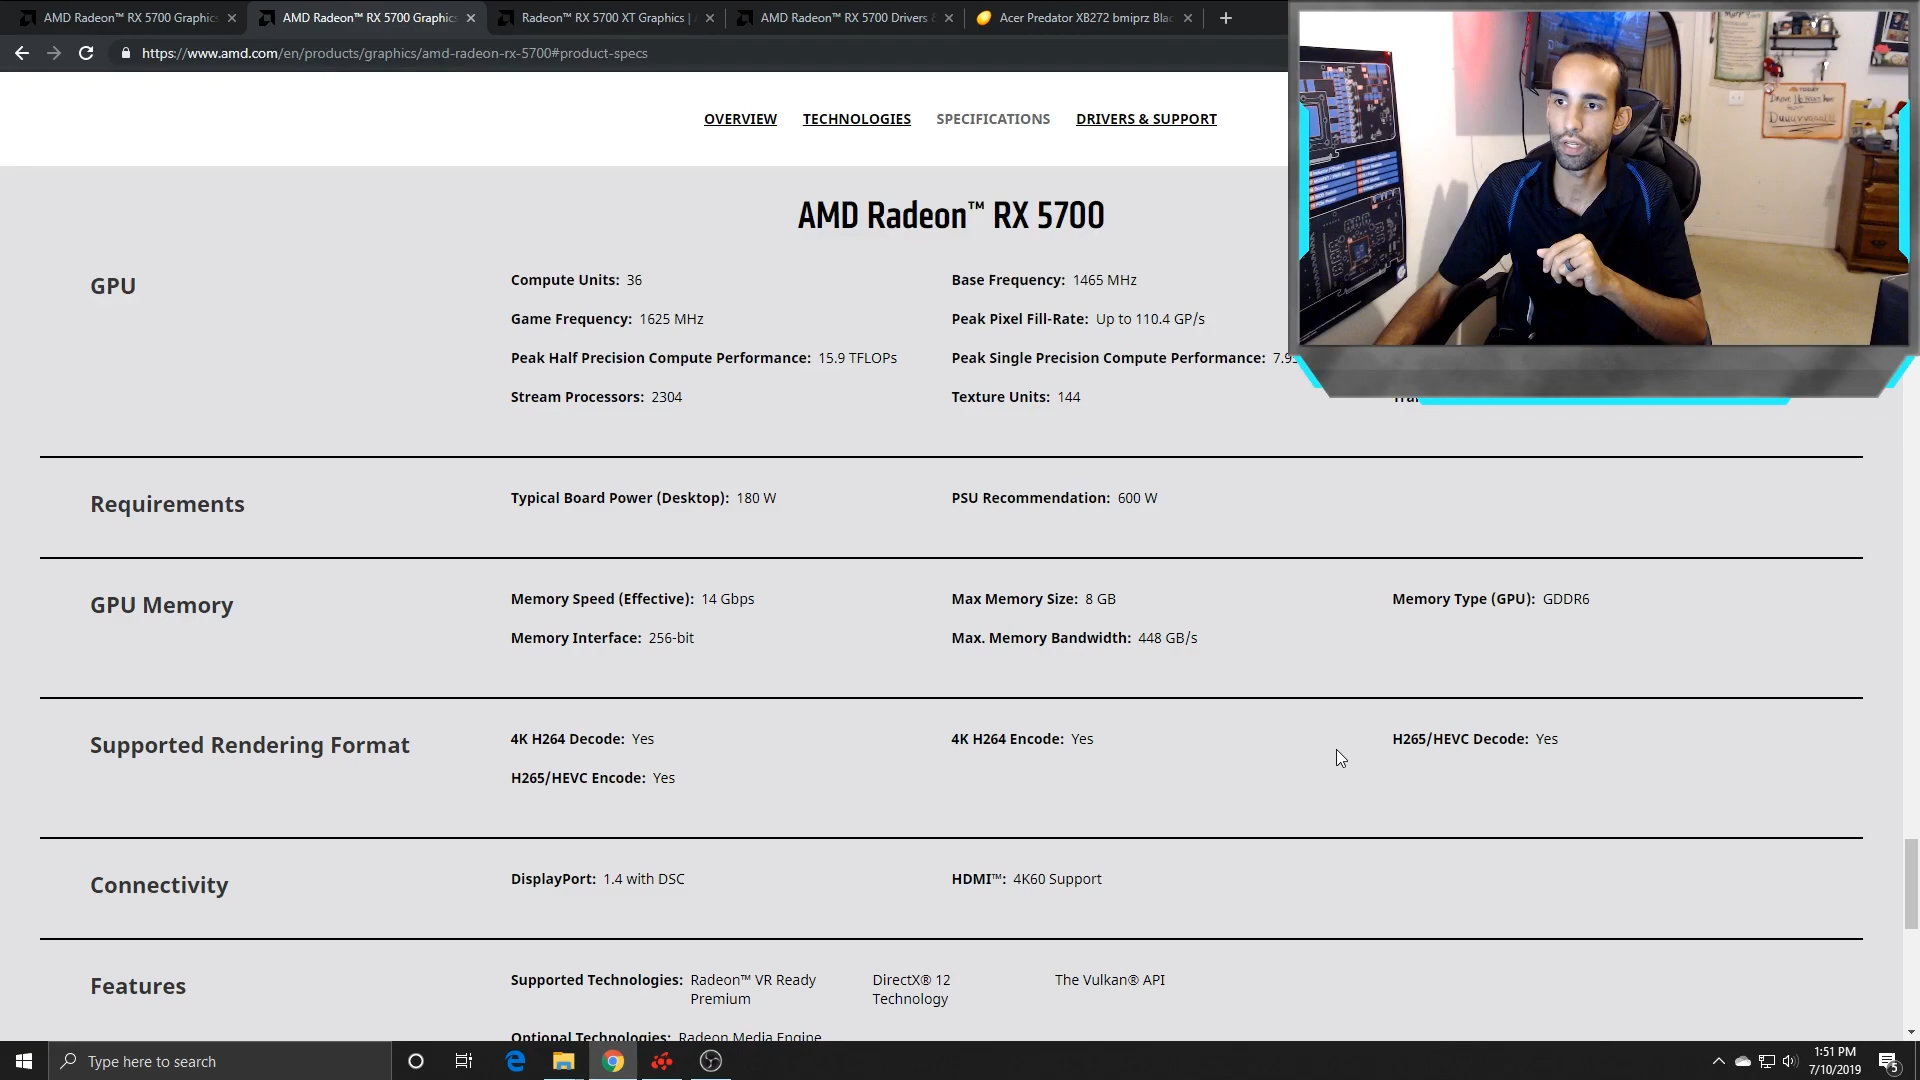 AMD Radeon™ RX 5700 Graphics
AMD Radeon™ RX 5700 Graphics
Radeon™ RX 5700 XT Graphics |
AMD Radeon™ RX 5700 Drivers &
Acer Predator XB272 bmiprz Blac
https://www.amd.com/en/products/graphics/amd-radeon-rx-5700#product-specs
OVERVIEW TECHNOLOGIES SPECIFICATIONS DRIVERS & SUPPORT
AMD Radeon™ RX 5700
GPU
Compute Units: 36
Base Frequency: 1465 MHz
Game Frequency: 1625 MHz
Peak Pixel Fill-Rate: Up to 110.4 GP/s
Peak Half Precision Compute Performance: 15.9 TFLOPs
Peak Single Precision Compute Performance: 7.9
Stream Processors: 2304
Texture Units: 144
Requirements
Typical Board Power (Desktop): 180 W
PSU Recommendation: 600 W
GPU Memory
Memory Speed (Effective): 14 Gbps
Max Memory Size: 8 GB
Memory Type (GPU): GDDR6
Memory Interface: 256-bit
Max. Memory Bandwidth: 448 GB/s
Supported Rendering Format
4K H264 Decode: Yes
4K H264 Encode: Yes
H265/HEVC Decode: Yes
H265/HEVC Encode: Yes
Connectivity
DisplayPort: 1.4 with DSC
HDMI™: 4K60 Support
Features
Supported Technologies: Radeon™ VR Ready Premium
DirectX® 12 Technology
The Vulkan® API
Optional Technologies: Radeon Media Engine
Type here to search
1:51 PM
7/10/2019
5